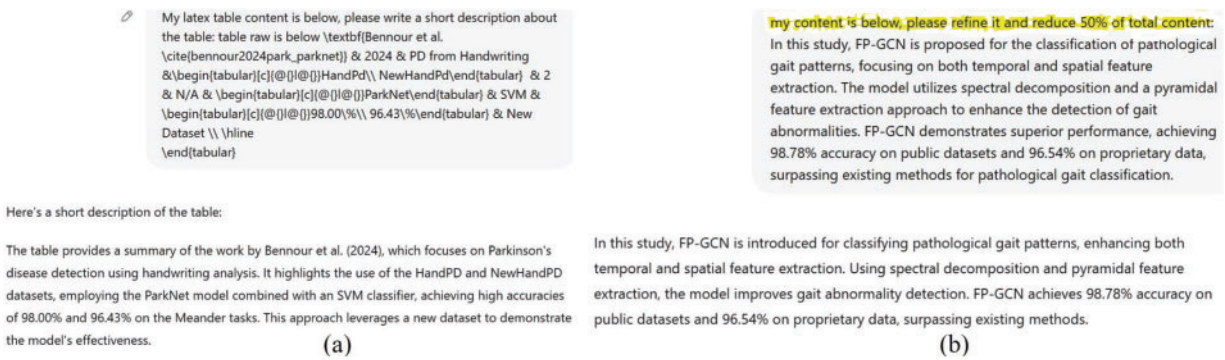 My latex table content is below, please write a short description about
the table: table raw is below \textbf{Bennour et al.
\cite{bennour2024park_parknet}} & 2024 & PD from Handwriting
&\begin{tabular}[c]{@{}l@{}}HandPd\\ NewHandPd\end{tabular} & 2
& N/A & \begin{tabular}[c]{@{}l@{}}ParkNet\end{tabular} & SVM &
\begin{tabular}[c]{@{}l@{}}98.00\%\\ 96.43\%\end{tabular} & New
Dataset \\ \hline
\end{tabular}
Here's a short description of the table:
The table provides a summary of the work by Bennour et al. (2024), which focuses on Parkinson's
disease detection using handwriting analysis. It highlights the use of the HandPD and NewHandPD
datasets, employing the ParkNet model combined with an SVM classifier, achieving high accuracies
of 98.00% and 96.43% on the Meander tasks. This approach leverages a new dataset to demonstrate
the model's effectiveness.
(a)
my content is below, please refine it and reduce 50% of total content:
In this study, FP-GCN is proposed for the classification of pathological
gait patterns, focusing on both temporal and spatial feature
extraction. The model utilizes spectral decomposition and a pyramidal
feature extraction approach to enhance the detection of gait
abnormalities. FP-GCN demonstrates superior performance, achieving
98.78% accuracy on public datasets and 96.54% on proprietary data,
surpassing existing methods for pathological gait classification.
In this study, FP-GCN is introduced for classifying pathological gait patterns, enhancing both
temporal and spatial feature extraction. Using spectral decomposition and pyramidal feature
extraction, the model improves gait abnormality detection. FP-GCN achieves 98.78% accuracy on
public datasets and 96.54% on proprietary data, surpassing existing methods.
(b)